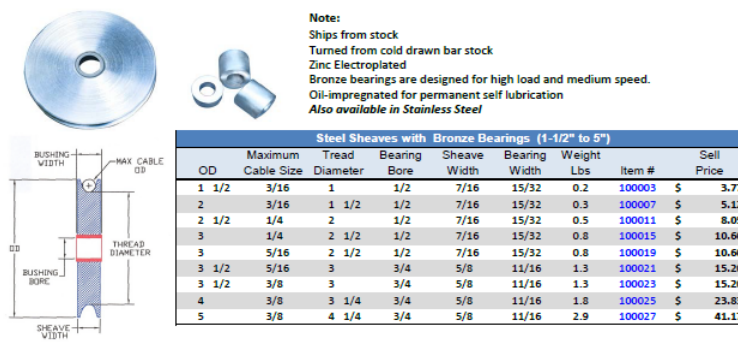 Note:
Ships from stock
Turned from cold drawn bar stock
Zinc Electroplated
Bronze bearings are designed for high load and medium speed.
Oil-impregnated for permanent self lubrication
Also available in Stainless Steel
BUSHING WIDTH
MAX CABLE OD
OD
THREAD DIAMETER
BUSHING BORE
SHEAVE WIDTH
Steel Sheaves with Bronze Bearings (1-1/2" to 5")
Maximum Tread Bearing Sheave Bearing Weight Sell
OD Cable Size Diameter Bore Width Width Lbs Item # Price
1 1/2 3/16 1 1/2 7/16 15/32 0.2 100003 $
2 3/16 1 1/2 1/2 7/16 15/32 0.3 100007 $
2 1/2 1/4 2 1/2 7/16 15/32 0.5 100011 $
3 1/4 2 1/2 1/2 7/16 15/32 0.8 100015 $
3 5/16 2 1/2 1/2 7/16 15/32 0.8 100019 $
3 1/2 5/16 3 3/4 5/8 11/16 1.3 100021 $
3 1/2 3/8 3 3/4 5/8 11/16 1.3 100023 $
4 3/8 3 1/4 3/4 5/8 11/16 1.8 100025 $
5 3/8 4 1/4 3/4 5/8 11/16 2.9 100027 $